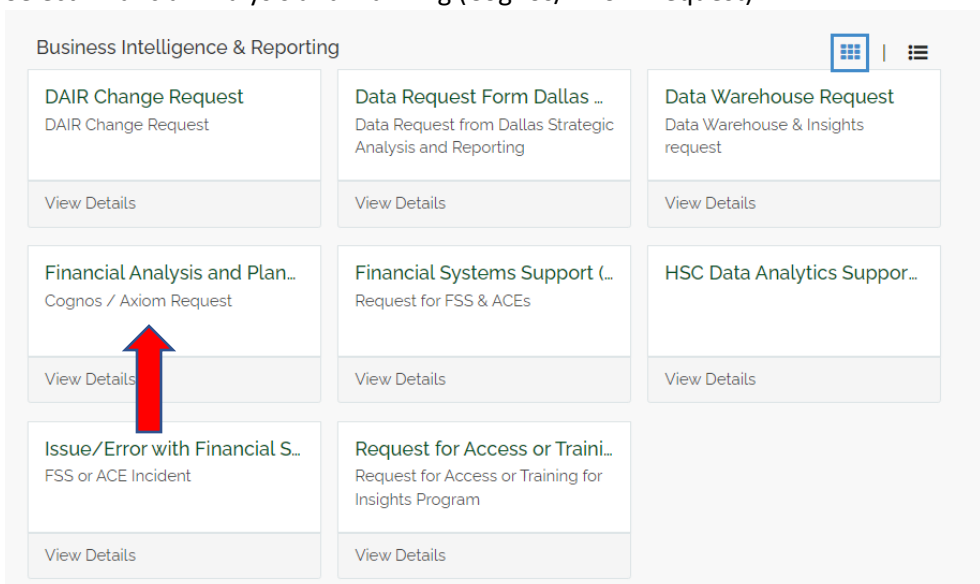 Business Intelligence & Reporting
DAIR Change Request
DAIR Change Request
View Details
Data Request Form Dallas ...
Data Request from Dallas Strategic
Analysis and Reporting
View Details
Data Warehouse Request
Data Warehouse & Insights
request
View Details
Financial Analysis and Plan...
Cognos / Axiom Request
View Details
Financial Systems Support (...
Request for FSS & ACEs
View Details
HSC Data Analytics Suppor...
View Details
Issue/Error with Financial S...
FSS or ACE Incident
View Details
Request for Access or Traini...
Request for Access or Training for
Insights Program
View Details